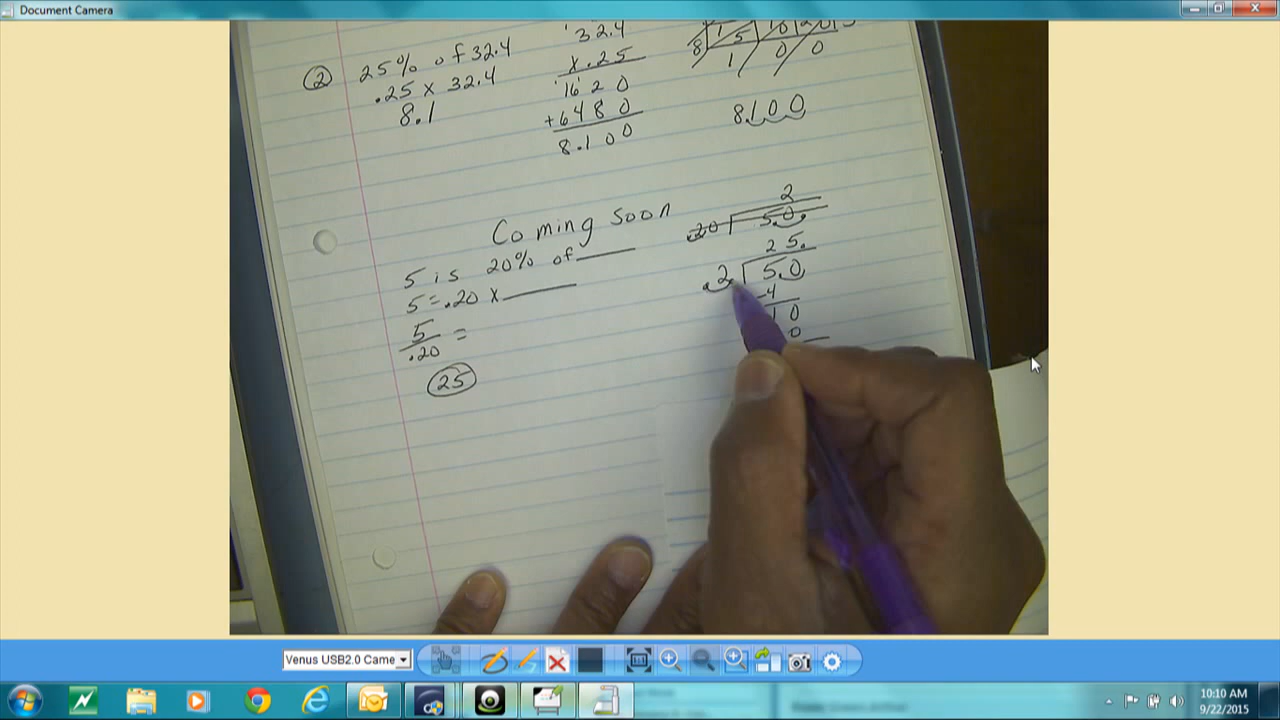 Document Camera
② 25% of 32.4
.25 x 32.4
8.1
32.4
x.25
1620
+6480
8.100
8.100
Coming Soon
5 is 20% of ___
5 = .20 x ___
5
.20 =
25
2
.20 5.0.
25.
.2. 5.0
-4
10
0
Venus USB2.0 Came
10:10 AM
9/22/2015